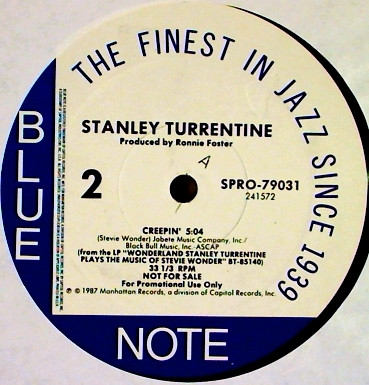 THE FINEST IN JAZZ SINCE 1939
BLUE
NOTE
STANLEY TURRENTINE
Produced by Ronnie Foster
A
2
SPRO-79031
241572
CREEPIN' 5:04
(Stevie Wonder) Jobete Music Company, Inc./
Black Bull Music, Inc.-ASCAP
(from the LP "WONDERLAND STANLEY TURRENTINE
PLAYS THE MUSIC OF STEVIE WONDER" BT-85140)
33 1/3 RPM
NOT FOR SALE
For Promotional Use Only
℗ © 1987 Manhattan Records, a division of Capitol Records, Inc.